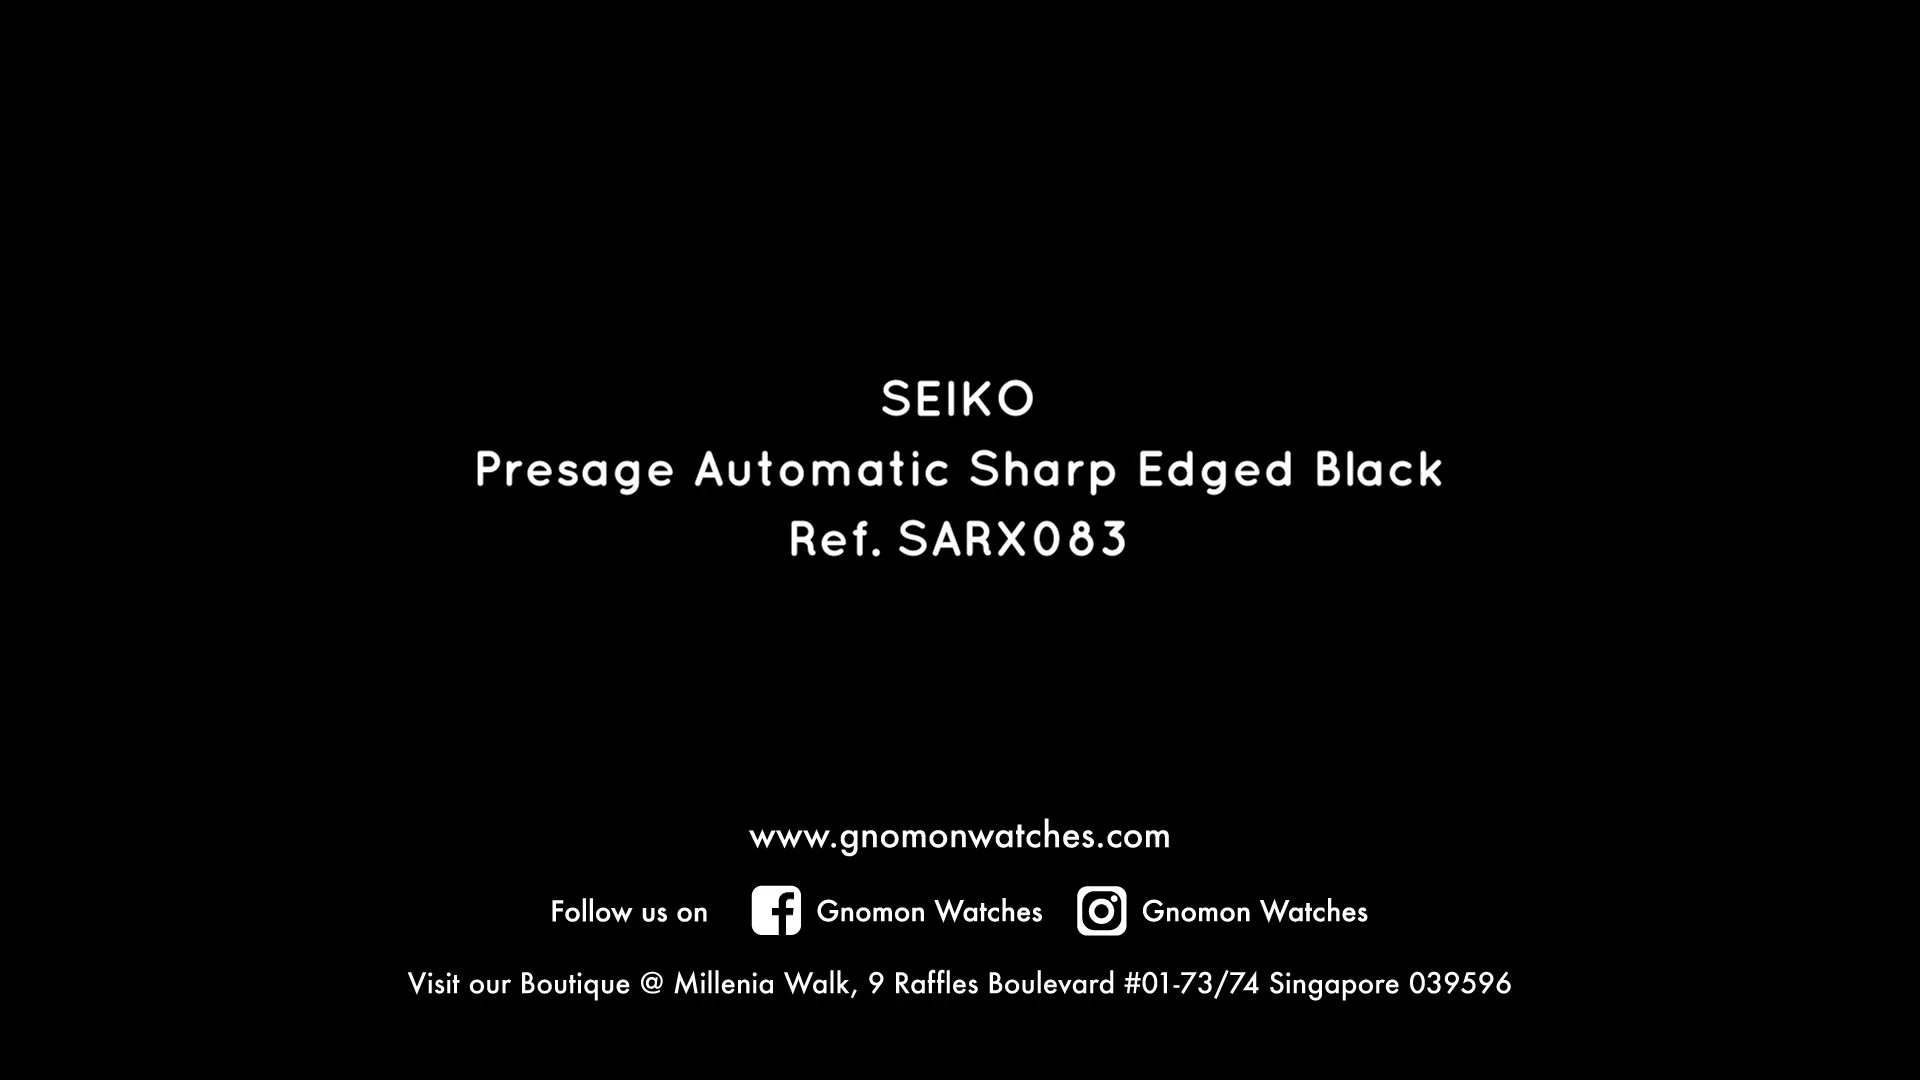 SEIKO
Presage Automatic Sharp Edged Black
Ref. SARX083
www.gnomonwatches.com
Follow us on Gnomon Watches Gnomon Watches
Visit our Boutique @ Millenia Walk, 9 Raffles Boulevard #01-73/74 Singapore 039596